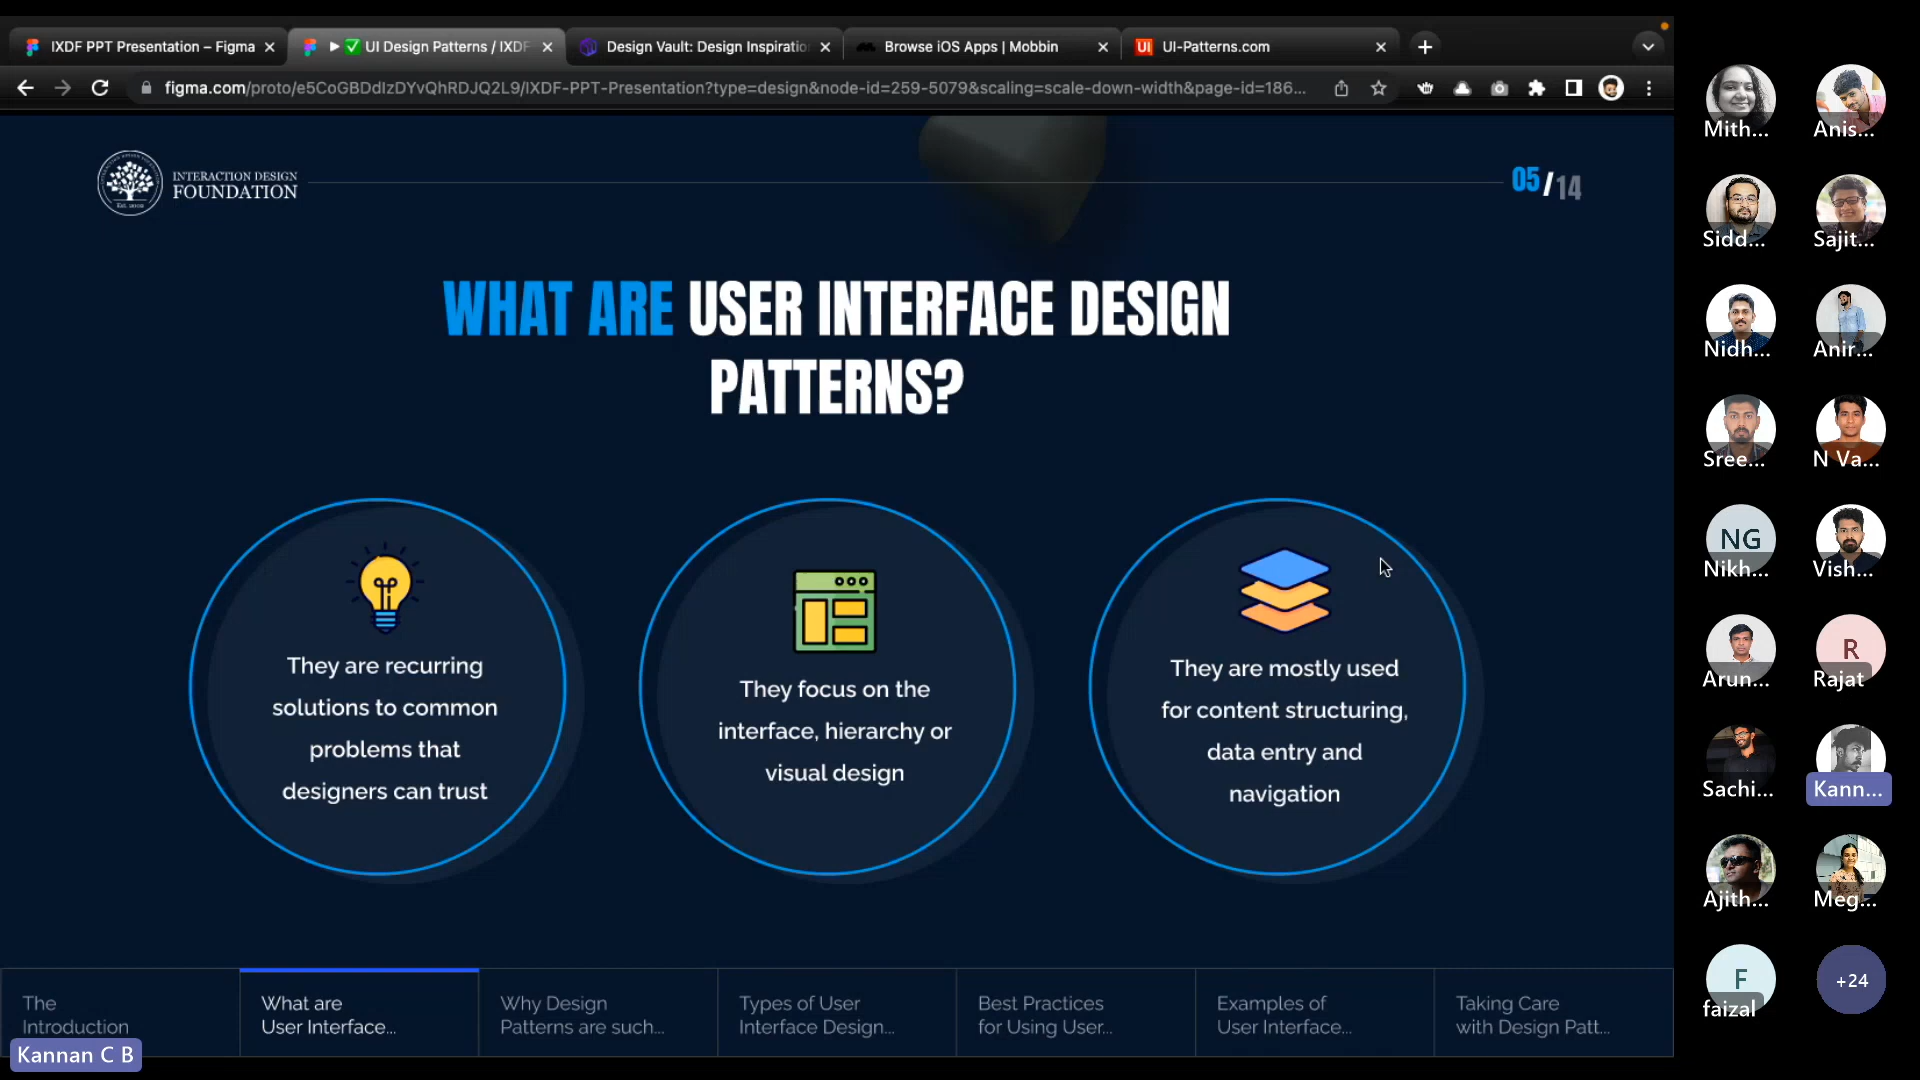 IXDF PPT Presentation – Figma
UI Design Patterns / IXDF
Design Vault: Design Inspiratio
Browse iOS Apps | Mobbin
UI UI-Patterns.com
figma.com/proto/e5CoGBDdIzDYvQhRDJQ2L9/IXDF-PPT-Presentation?type=design&node-id=259-5079&scaling=scale-down-width&page-id=186...
INTERACTION DESIGN
FOUNDATION
05/14
WHAT ARE USER INTERFACE DESIGN
PATTERNS?
They are recurring
solutions to common
problems that
designers can trust
They focus on the
interface, hierarchy or
visual design
They are mostly used
for content structuring,
data entry and
navigation
The
Introduction
What are
User Interface...
Why Design
Patterns are such...
Types of User
Interface Design...
Best Practices
for Using User...
Examples of
User Interface...
Taking Care
with Design Patt...
Kannan C B
Mith...
Anis...
Sidd...
Sajit...
Nidh...
Anir...
Sree...
N Va...
NG
Nikh...
Vish...
Arun...
R
Rajat
Sachi...
Kann...
Ajith...
Meg...
F
faizal
+24